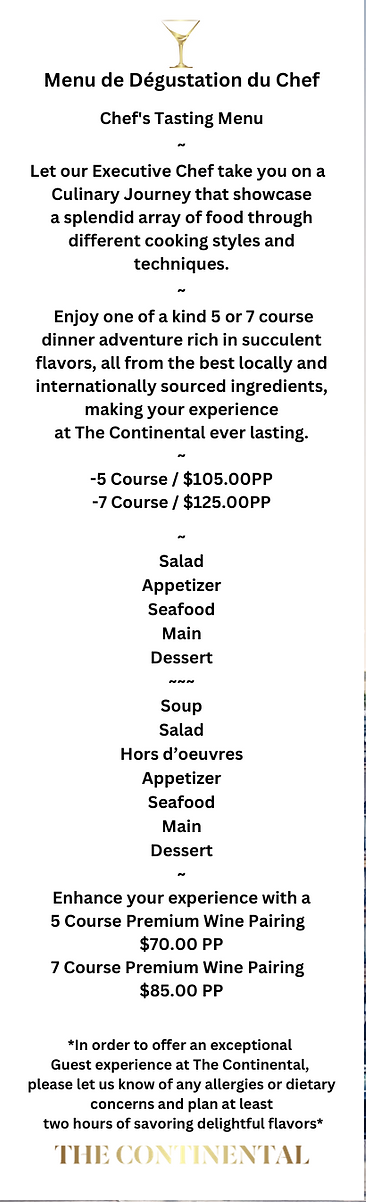 Menu de Dégustation du Chef
Chef's Tasting Menu
~
Let our Executive Chef take you on a
Culinary Journey that showcase
a splendid array of food through
different cooking styles and
techniques.
~
Enjoy one of a kind 5 or 7 course
dinner adventure rich in succulent
flavors, all from the best locally and
internationally sourced ingredients,
making your experience
at The Continental ever lasting.
~
-5 Course / $105.00PP
-7 Course / $125.00PP
~
Salad
Appetizer
Seafood
Main
Dessert
~~~
Soup
Salad
Hors d’oeuvres
Appetizer
Seafood
Main
Dessert
~
Enhance your experience with a
5 Course Premium Wine Pairing
$70.00 PP
7 Course Premium Wine Pairing
$85.00 PP
*In order to offer an exceptional
Guest experience at The Continental,
please let us know of any allergies or dietary
concerns and plan at least
two hours of savoring delightful flavors*
THE CONTINENTAL